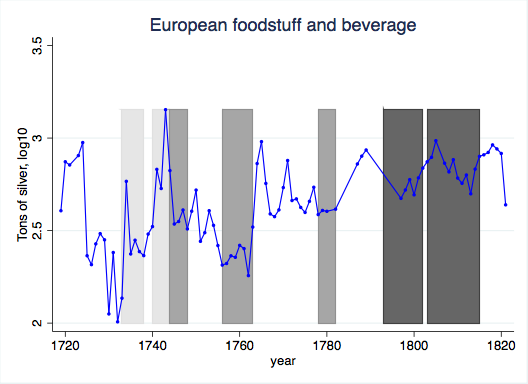 European foodstuff and beverage
3.5
3
2.5
2
Tons of silver, log10
1720 1740 1760 1780 1800 1820
year